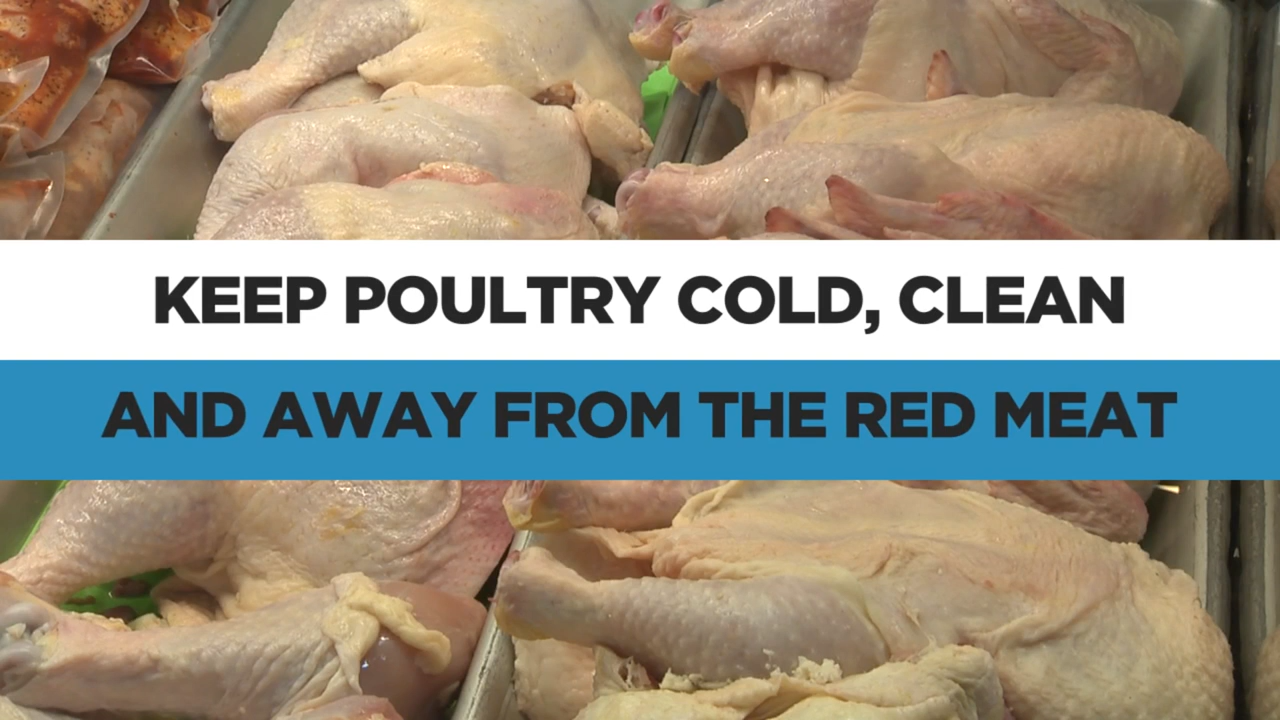 KEEP POULTRY COLD, CLEAN
AND AWAY FROM THE RED MEAT